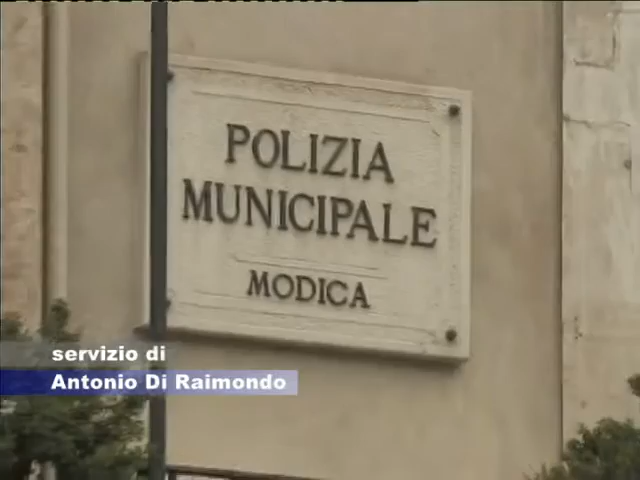 POLIZIA
MUNICIPALE
MODICA
servizio di
Antonio Di Raimondo